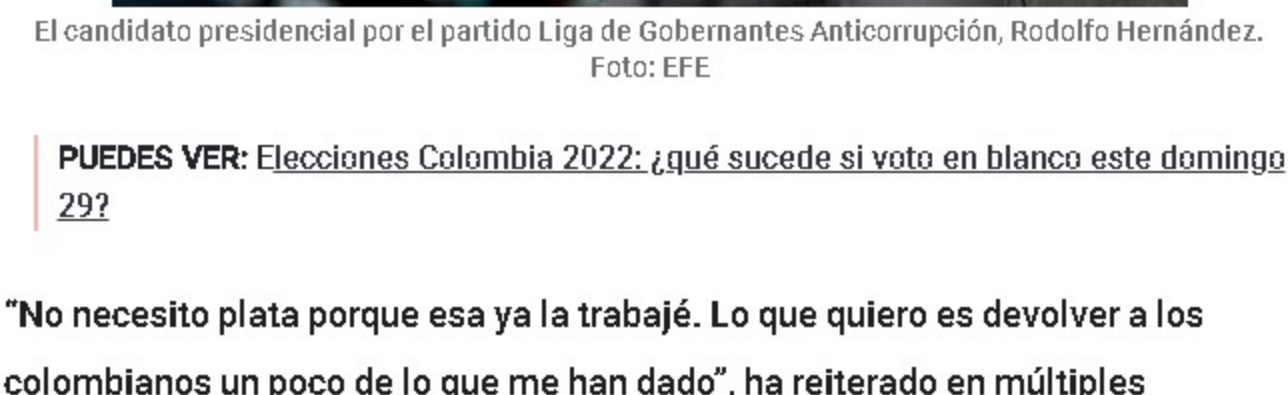 El candidato presidencial por el partido Liga de Gobernantes Anticorrupción, Rodolfo Hernández.
Foto: EFE
PUEDES VER: Elecciones Colombia 2022: ¿qué sucede si voto en blanco este domingo
29?
“No necesito plata porque esa ya la trabajé. Lo que quiero es devolver a los
colombianos un poco de lo que me han dado”, ha reiterado en múltiples